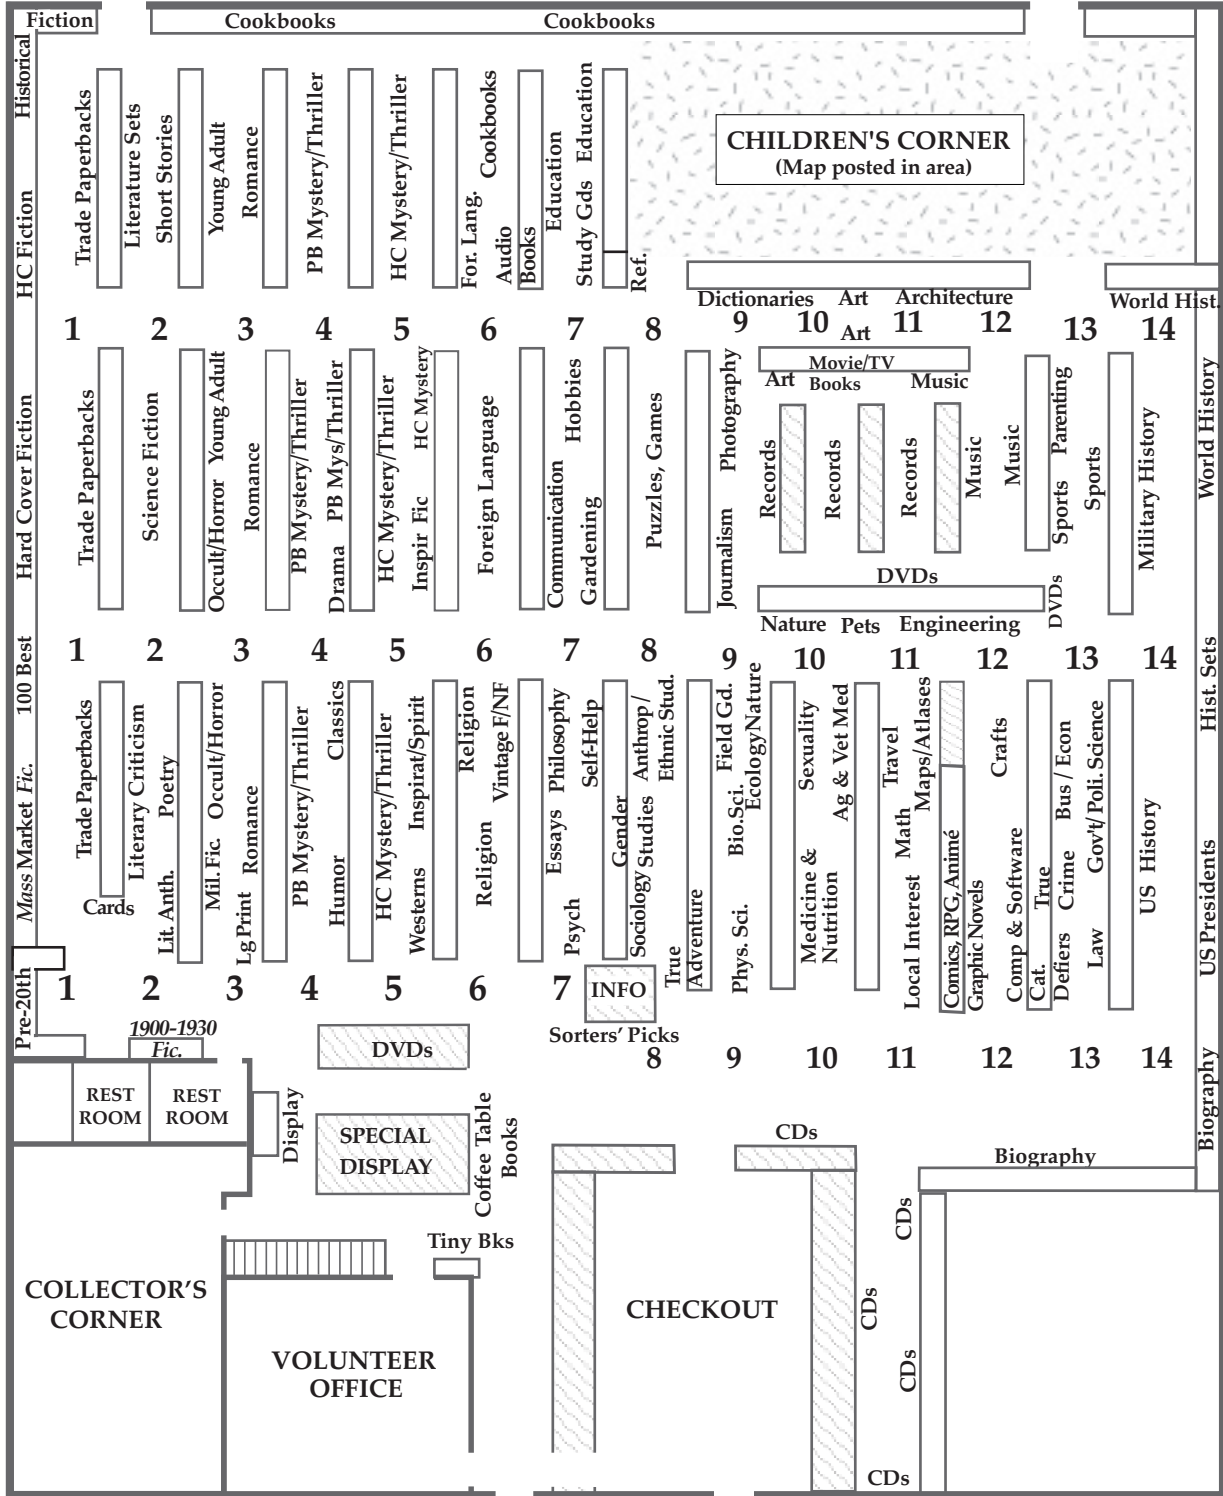 Fiction
Cookbooks
Cookbooks
Historical
HC Fiction
Hard Cover Fiction
100 Best
Mass Market Fic.
Pre-20th
Trade Paperbacks
Literature Sets
Short Stories
Young Adult
Romance
PB Mystery/Thriller
HC Mystery/Thriller
For. Lang.
Cookbooks
Audio
Books
Education
Study Gds
Education
Ref.
CHILDREN'S CORNER
(Map posted in area)
Dictionaries
Art
Architecture
World Hist.
1
2
3
4
5
6
7
8
9
10
11
12
13
14
Art
Movie/TV
Books
Art
Music
Trade Paperbacks
Science Fiction
Occult/Horror
Young Adult
Romance
PB Mystery/Thriller
Drama
PB Mys/Thriller
HC Mystery/Thriller
Inspir Fic
HC Mystery
Foreign Language
Communication
Hobbies
Gardening
Puzzles, Games
Journalism
Photography
Records
Records
Records
Music
Music
Sports
Parenting
Sports
Military History
World History
DVDs
DVDs
Nature
Pets
Engineering
1
2
3
4
5
6
7
8
9
10
11
12
13
14
Hist. Sets
Trade Paperbacks
Cards
Literary Criticism
Lit. Anth.
Poetry
Mil. Fic.
Occult/Horror
Lg Print
Romance
PB Mystery/Thriller
Humor
Classics
HC Mystery/Thriller
Westerns
Inspirat/Spirit
Religion
Religion
Vintage F/NF
Essays
Philosophy
Psych
Self-Help
Gender
Sociology Studies
Anthrop /
Ethnic Stud.
True
Adventure
Field Gd.
Bio.Sci.
Phys. Sci.
Ecology
Nature
Sexuality
Medicine &
Nutrition
Ag & Vet Med
Travel
Math
Local Interest
Maps/Atlases
Comics, RPG, Animé
Graphic Novels
Crafts
Comp & Software
Cat.
True
Defiers
Crime
Bus / Econ
Law
Gov't/ Poli. Science
US History
US Presidents
1
2
3
4
5
6
7
INFO
Sorters' Picks
8
9
10
11
12
13
14
1900-1930
Fic.
DVDs
REST
ROOM
REST
ROOM
Display
SPECIAL
DISPLAY
Coffee Table
Books
Tiny Bks
CDs
Biography
Biography
CDs
CDs
CDs
CDs
COLLECTOR'S
CORNER
VOLUNTEER
OFFICE
CHECKOUT